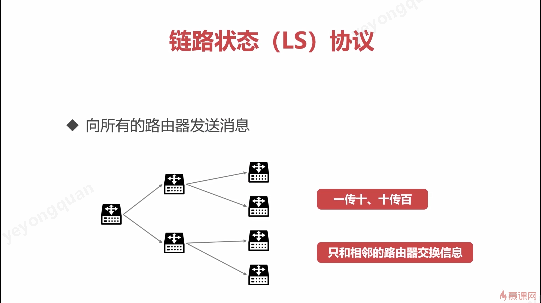 链路状态（LS）协议
yeyongquan
◆ 向所有的路由器发送消息
一传十、十传百
yeyongquan
只和相邻的路由器交换信息
慕课网